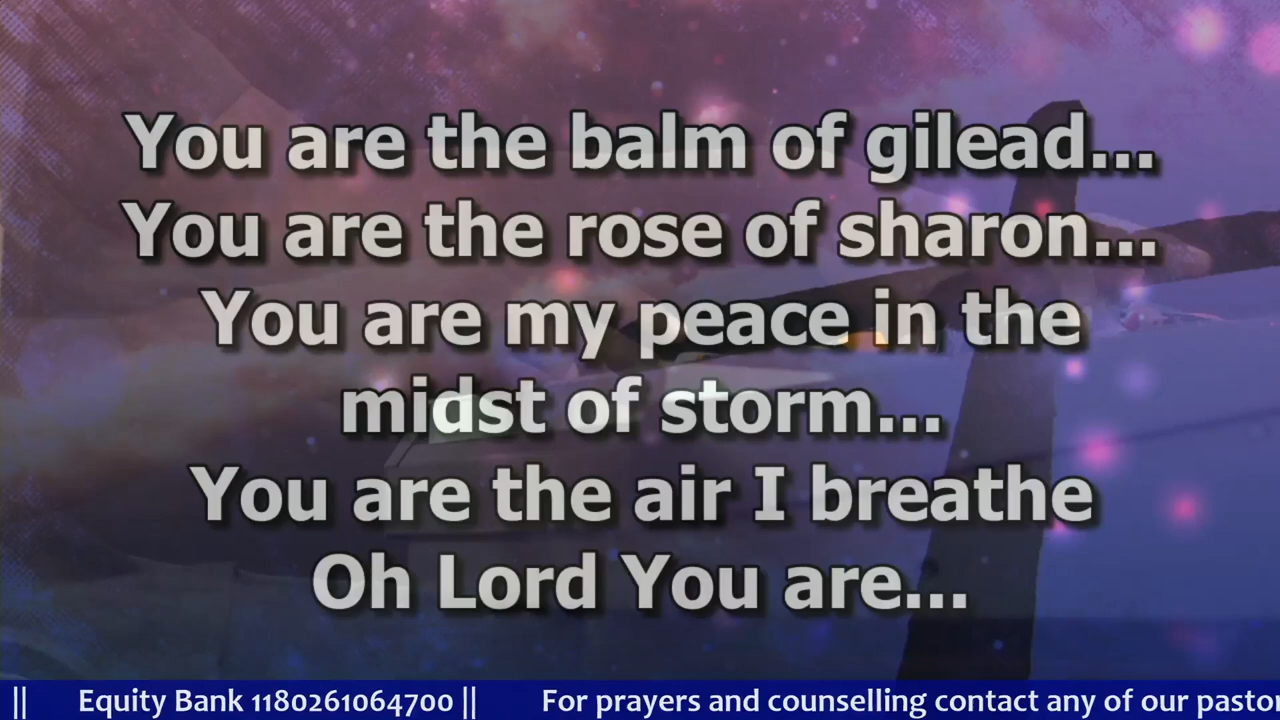 You are the balm of gilead...
You are the rose of sharon...
You are my peace in the
midst of storm...
You are the air I breathe
Oh Lord You are...
|| Equity Bank 1180261064700 || For prayers and counselling contact any of our pastor